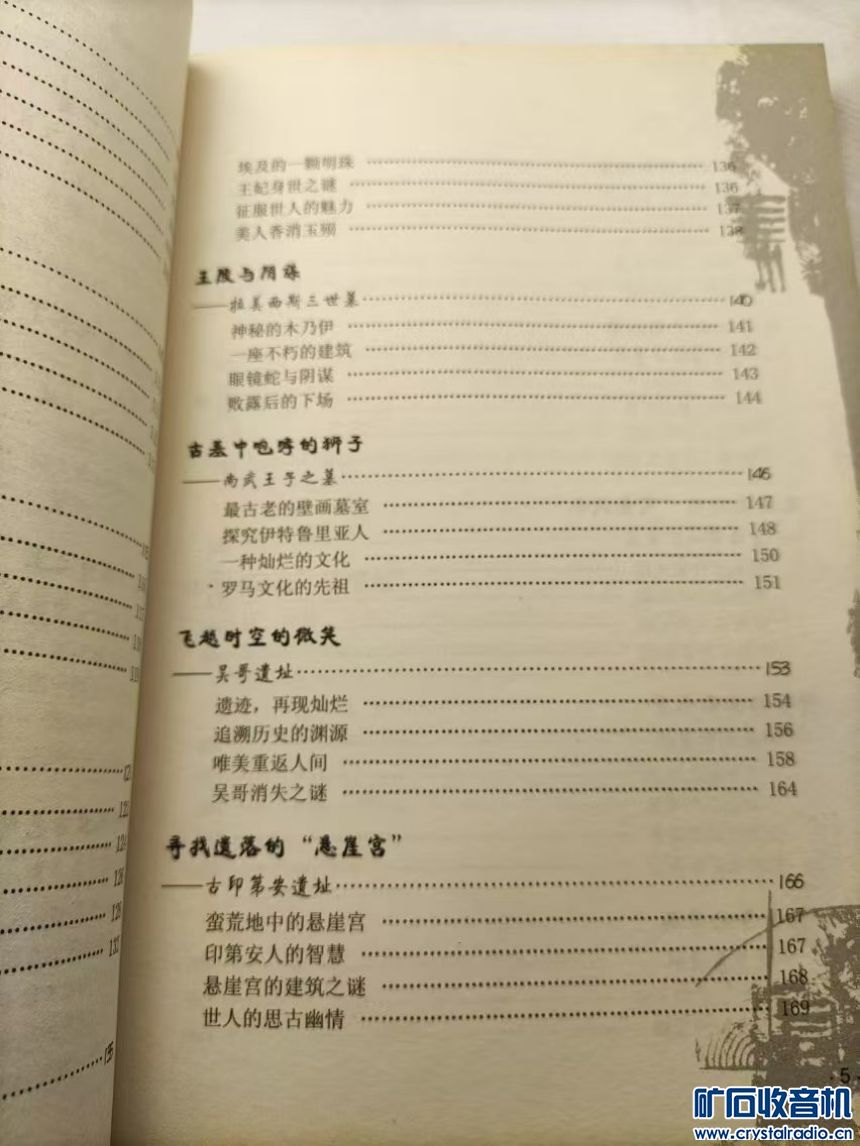 埃及的一颗明珠 …… 136
王妃身世之谜 …… 136
征服世人的魅力 …… 137
美人香消玉殒 …… 138
王陵与阴谋
——拉美西斯三世墓 …… 140
神秘的木乃伊 …… 141
一座不朽的建筑 …… 142
眼镜蛇与阴谋 …… 143
败露后的下场 …… 144
古墓中咆哮的狮子
——尚武王子之墓 …… 146
最古老的壁画墓室 …… 147
探究伊特鲁里亚人 …… 148
一种灿烂的文化 …… 150
罗马文化的先祖 …… 151
飞越时空的微笑
——吴哥遗址 …… 153
遗迹，再现灿烂 …… 154
追溯历史的渊源 …… 156
唯美重返人间 …… 158
吴哥消失之谜 …… 164
寻找遗落的“悬崖宫”
——古印第安遗址 …… 166
蛮荒地中的悬崖宫 …… 167
印第安人的智慧 …… 167
悬崖宫的建筑之谜 …… 168
世人的思古幽情 …… 169
·5·
矿石收音机
www.crystalradio.cn